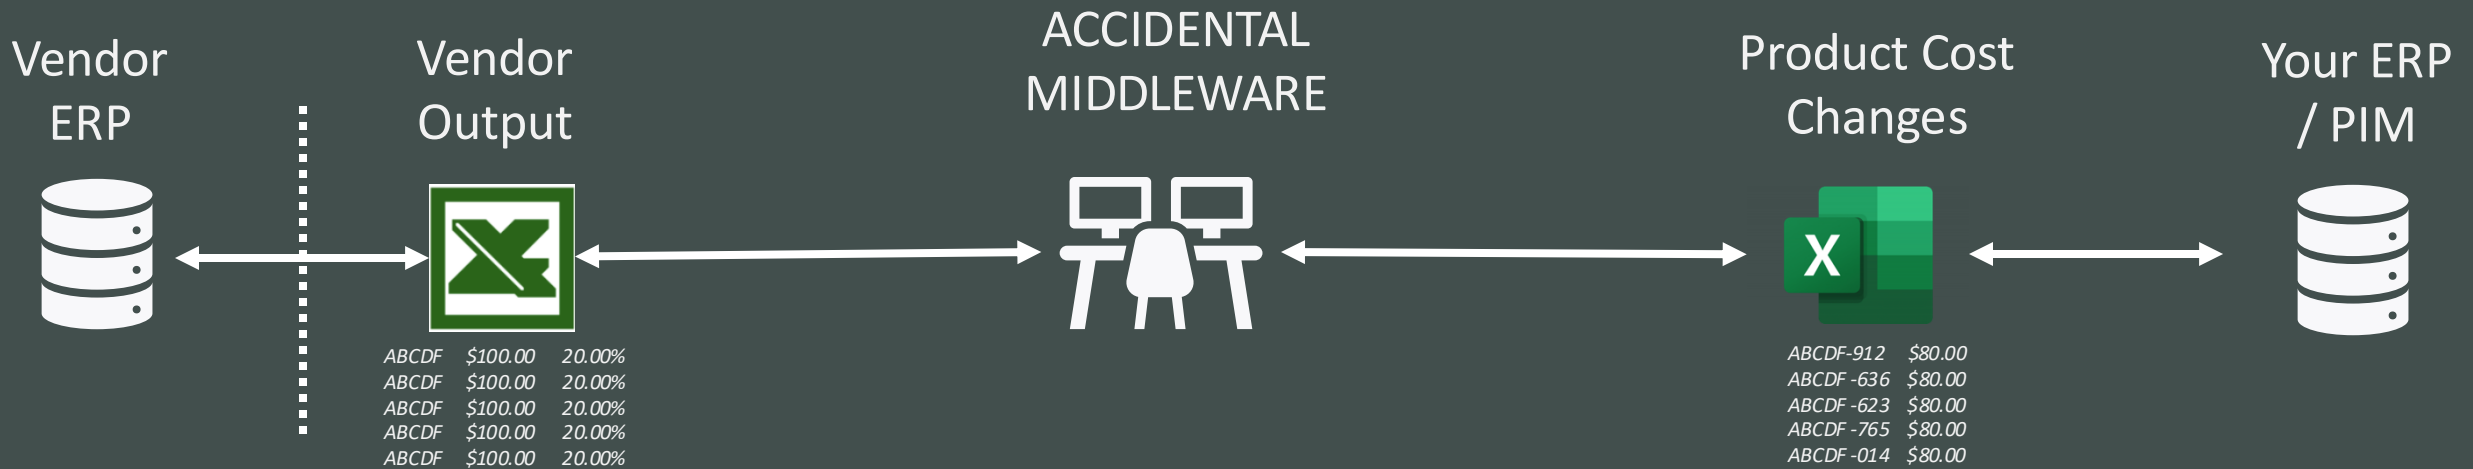 Vendor
ERP
Vendor
Output
ACCIDENTAL
MIDDLEWARE
Product Cost
Changes
Your ERP
/ PIM
X
ABCDF $100.00 20.00%
ABCDF $100.00 20.00%
ABCDF $100.00 20.00%
ABCDF $100.00 20.00%
ABCDF $100.00 20.00%
ABCDF-912 $80.00
ABCDF -636 $80.00
ABCDF -623 $80.00
ABCDF -765 $80.00
ABCDF -014 $80.00